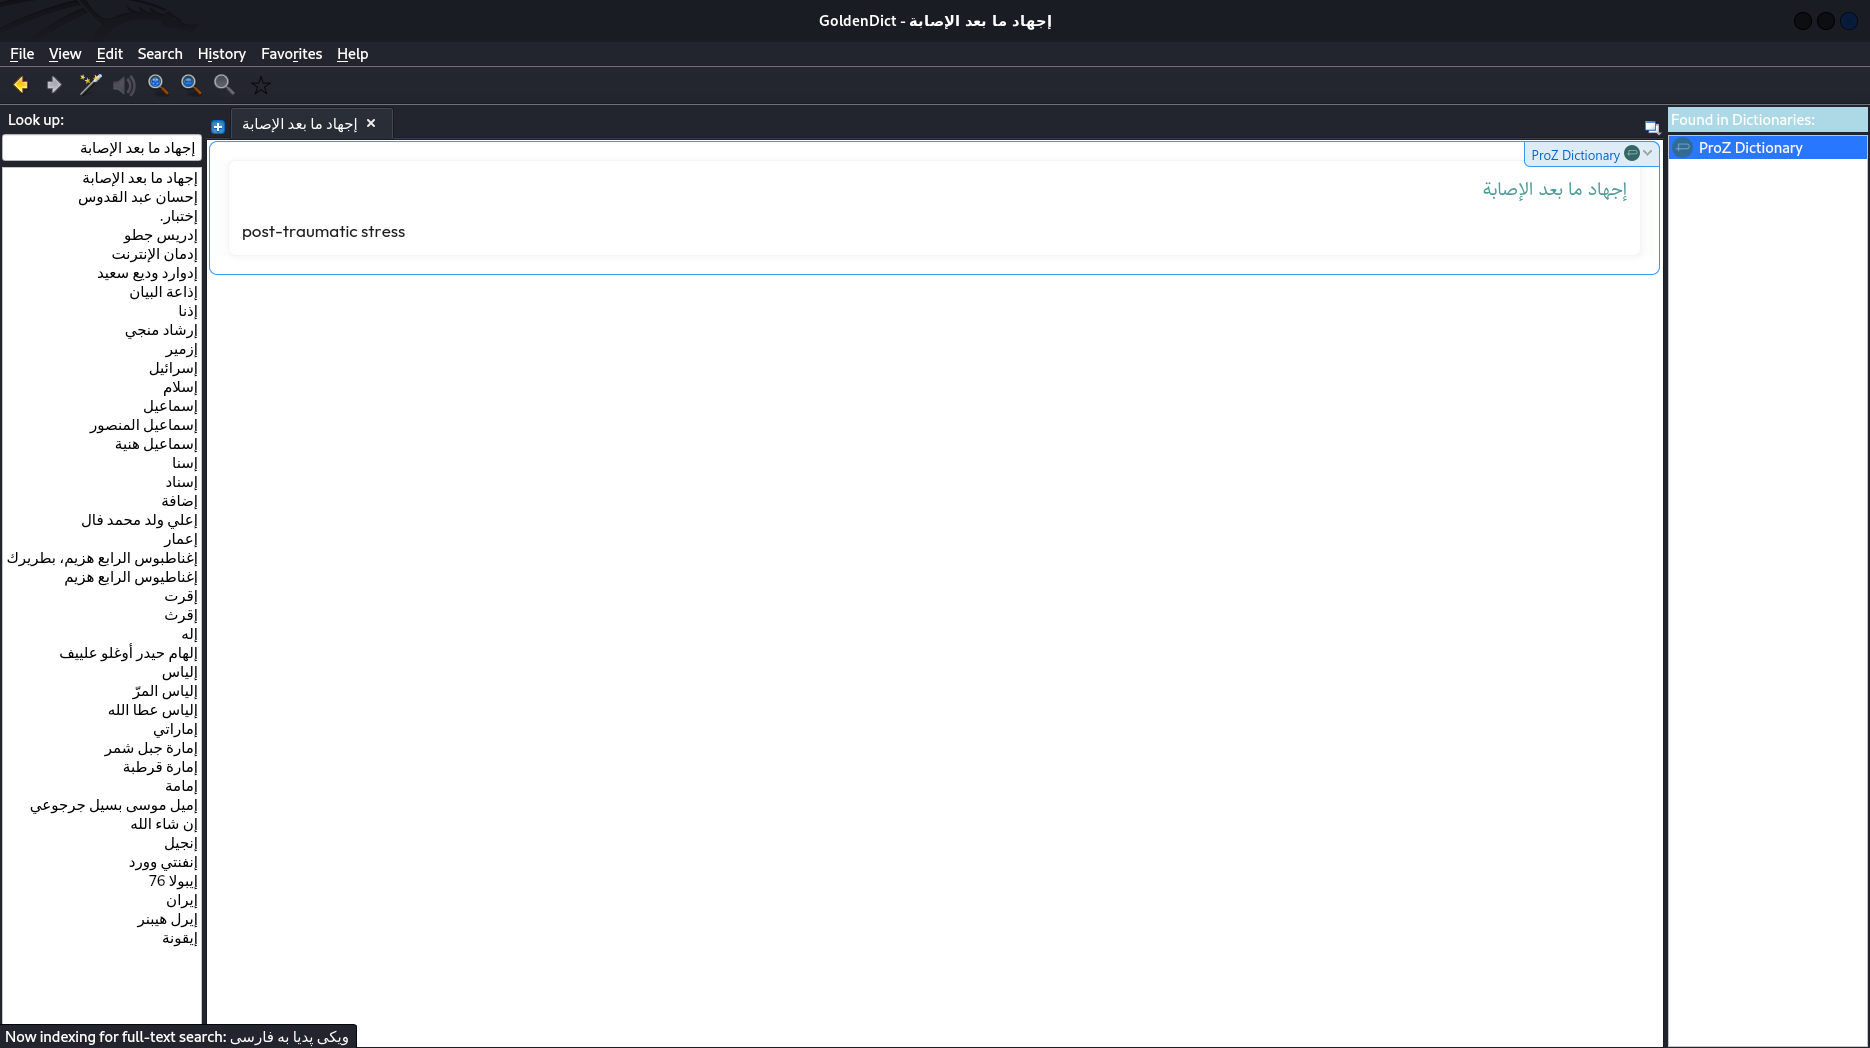 GoldenDict - إجهاد ما بعد الإصابة
File View Edit Search History Favorites Help
Look up:
إجهاد ما بعد الإصابة
إجهاد ما بعد الإصابة
إحسان عبد القدوس
إختبار.
إدريس جطو
إدمان الإنترنت
إدوارد وديع سعيد
إذاعة البيان
إذنا
إرشاد منجي
إزمير
إسرائيل
إسلام
إسماعيل
إسماعيل المنصور
إسماعيل هنية
إسنا
إسناد
إضافة
إعلي ولد محمد فال
إعمار
إغناطبوس الرابع هزيم، بطريرك
إغناطيوس الرابع هزيم
إقرت
إقرث
إله
إلهام حيدر أوغلو علييف
إلياس
إلياس المرّ
إلياس عطا الله
إماراتي
إمارة جبل شمر
إمارة قرطبة
إمامة
إميل موسى بسيل جرجوعي
إن شاء الله
إنجيل
إنفنتي وورد
إيبولا 76
إيران
إيرل هيبنر
إيقونة
إجهاد ما بعد الإصابة
ProZ Dictionary
إجهاد ما بعد الإصابة
post-traumatic stress
Found in Dictionaries:
ProZ Dictionary
Now indexing for full-text search: ویکی پدیا به فارسی